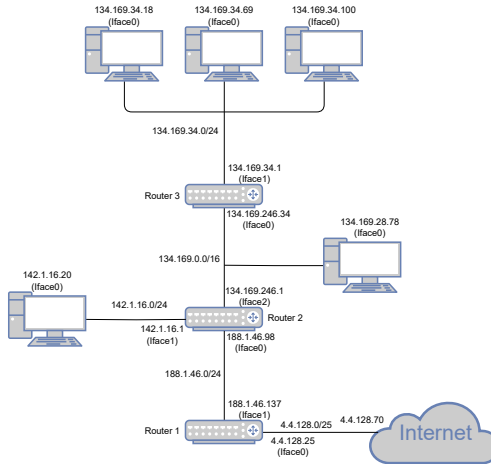 134.169.34.18
(Iface0)
134.169.34.69
(Iface0)
134.169.34.100
(Iface0)
134.169.34.0/24
134.169.34.1
(Iface1)
Router 3
134.169.246.34
(Iface0)
134.169.28.78
(Iface0)
134.169.0.0/16
142.1.16.20
(Iface0)
134.169.246.1
(Iface2)
142.1.16.0/24
Router 2
142.1.16.1
(Iface1)
188.1.46.98
(Iface0)
188.1.46.0/24
188.1.46.137
(Iface1)
Router 1
4.4.128.0/25
4.4.128.70
4.4.128.25
(Iface0)
Internet